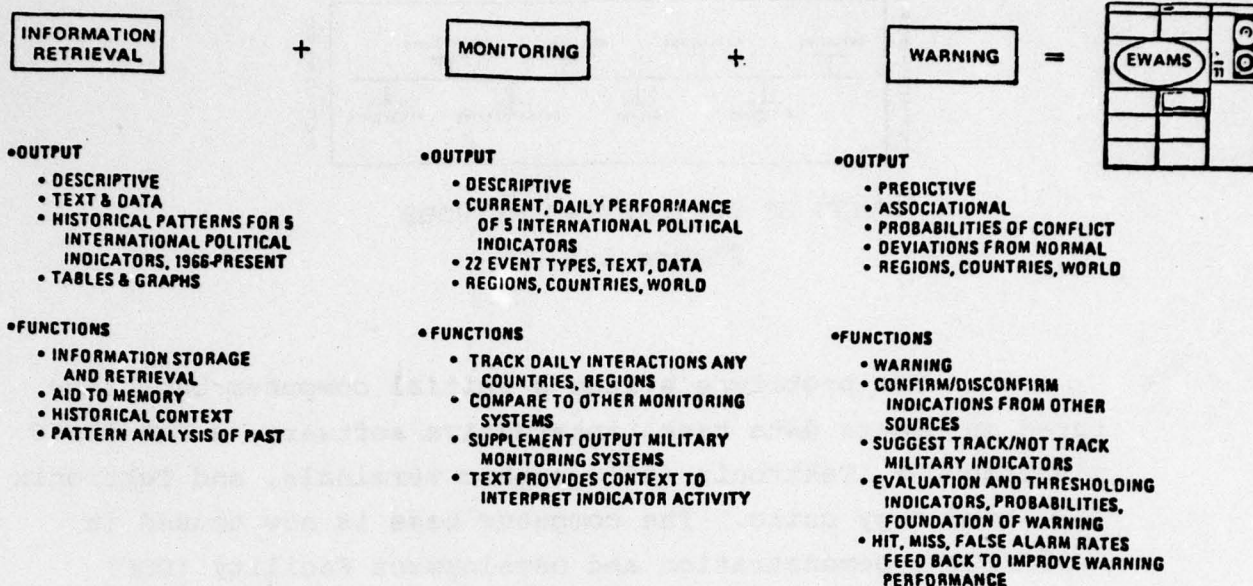 INFORMATION
RETRIEVAL
+
MONITORING
+
WARNING
=
EWAMS
•OUTPUT
• DESCRIPTIVE
• TEXT & DATA
• HISTORICAL PATTERNS FOR 5
INTERNATIONAL POLITICAL
INDICATORS, 1966-PRESENT
• TABLES & GRAPHS
•FUNCTIONS
• INFORMATION STORAGE
AND RETRIEVAL
• AID TO MEMORY
• HISTORICAL CONTEXT
• PATTERN ANALYSIS OF PAST
•OUTPUT
• DESCRIPTIVE
• CURRENT, DAILY PERFORMANCE
OF 5 INTERNATIONAL POLITICAL
INDICATORS
• 22 EVENT TYPES, TEXT, DATA
• REGIONS, COUNTRIES, WORLD
•FUNCTIONS
• TRACK DAILY INTERACTIONS ANY
COUNTRIES, REGIONS
• COMPARE TO OTHER MONITORING
SYSTEMS
• SUPPLEMENT OUTPUT MILITARY
MONITORING SYSTEMS
• TEXT PROVIDES CONTEXT TO
INTERPRET INDICATOR ACTIVITY
•OUTPUT
• PREDICTIVE
• ASSOCIATIONAL
• PROBABILITIES OF CONFLICT
• DEVIATIONS FROM NORMAL
• REGIONS, COUNTRIES, WORLD
•FUNCTIONS
• WARNING
• CONFIRM/DISCONFIRM
INDICATIONS FROM OTHER
SOURCES
• SUGGEST TRACK/NOT TRACK
MILITARY INDICATORS
• EVALUATION AND THRESHOLDING
INDICATORS, PROBABILITIES,
FOUNDATION OF WARNING
• HIT, MISS, FALSE ALARM RATES
FEED BACK TO IMPROVE WARNING
PERFORMANCE